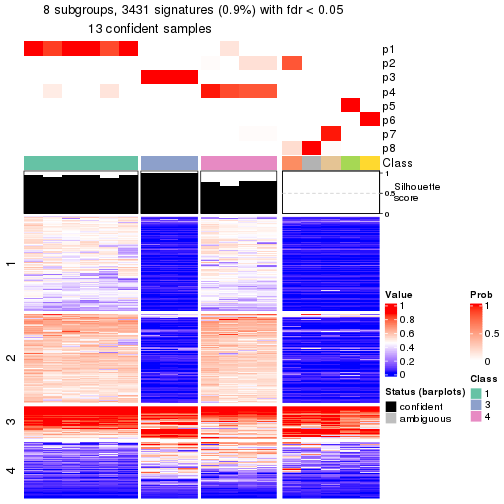 8 subgroups, 3431 signatures (0.9%) with fdr < 0.05
13 confident samples
p1
p2
p3
p4
p5
p6
p7
p8
Class
1
0.5
0
Silhouette
score
1
2
3
4
Value
1
0.8
0.6
0.4
0.2
0
Status (barplots)
confident
ambiguous
Prob
1
0.5
0
Class
1
3
4